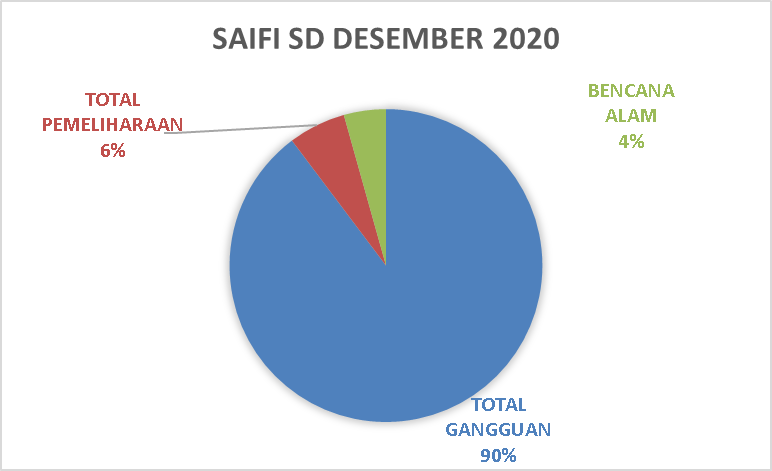 SAIFI SD DESEMBER 2020
TOTAL
PEMELIHARAAN
6%
BENCANA
ALAM
4%
TOTAL
GANGGUAN
90%